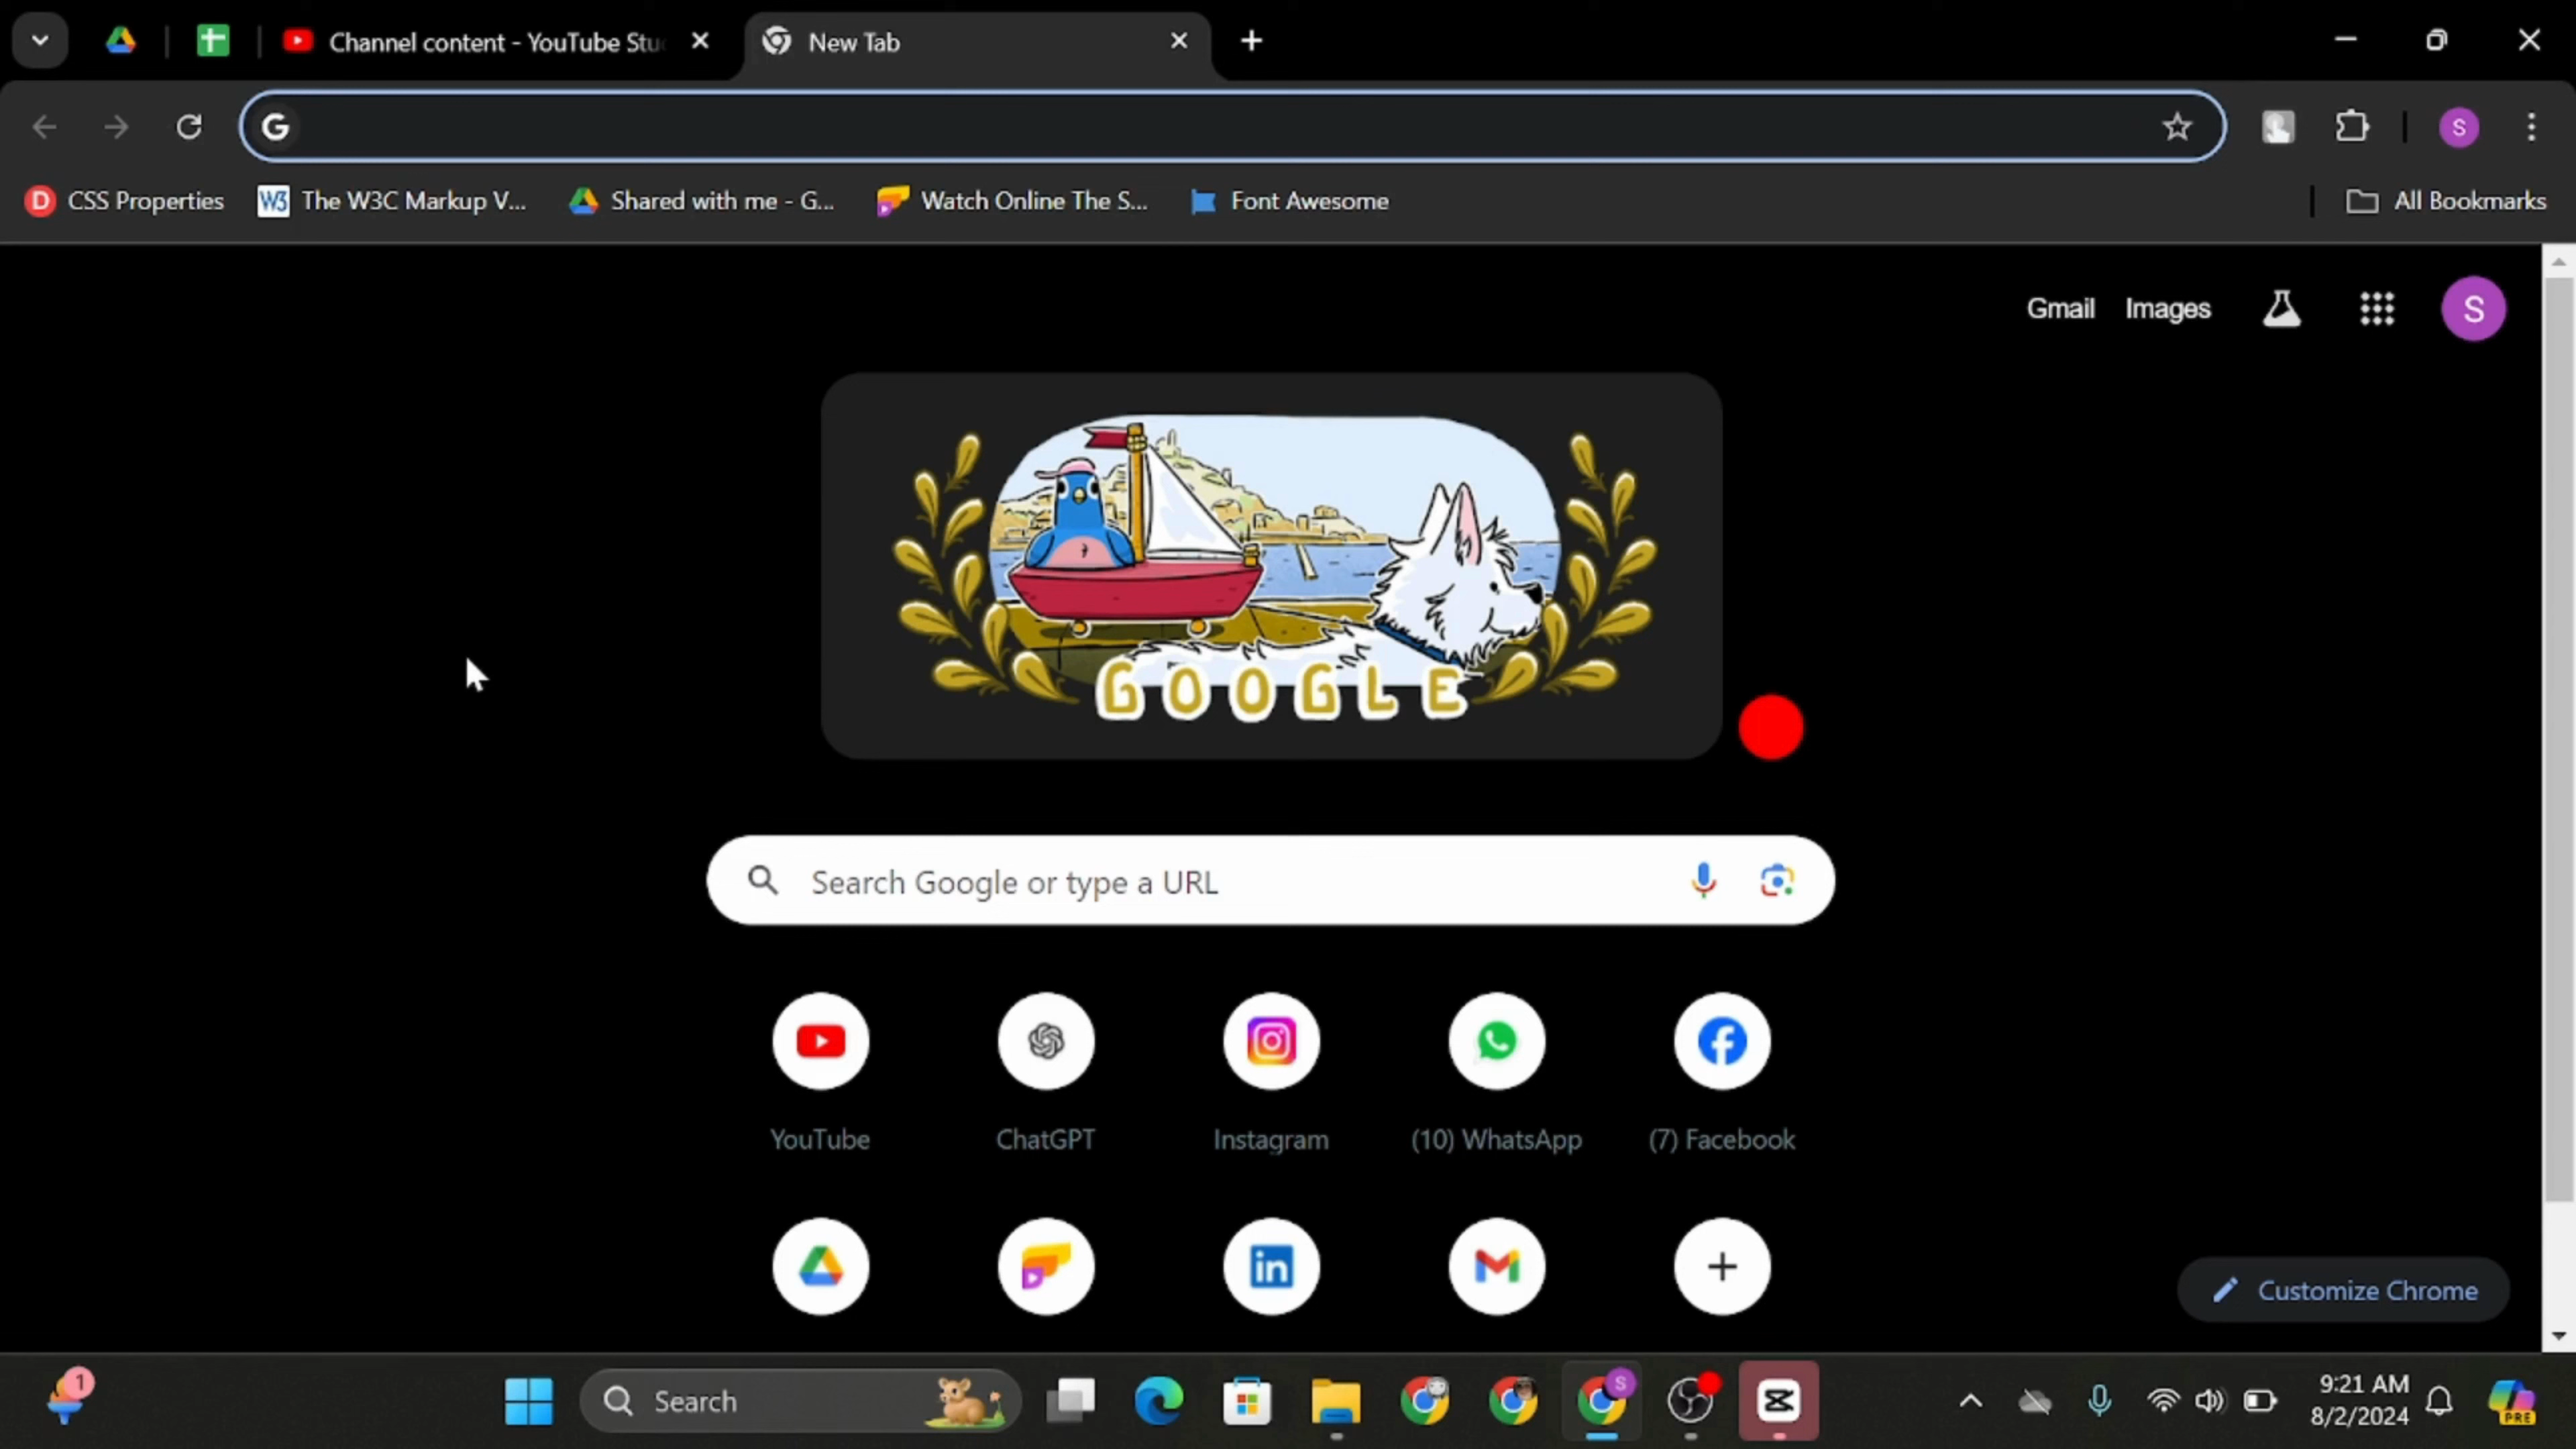 Channel content - YouTube Stu
New Tab
CSS Properties
The W3C Markup V...
Shared with me - G...
Watch Online The S...
Font Awesome
All Bookmarks
S
Gmail
Images
S
GOOGLE
Search Google or type a URL
YouTube
ChatGPT
Instagram
(10) WhatsApp
(7) Facebook
Customize Chrome
1
Search
S
9:21 AM
8/2/2024
PRE